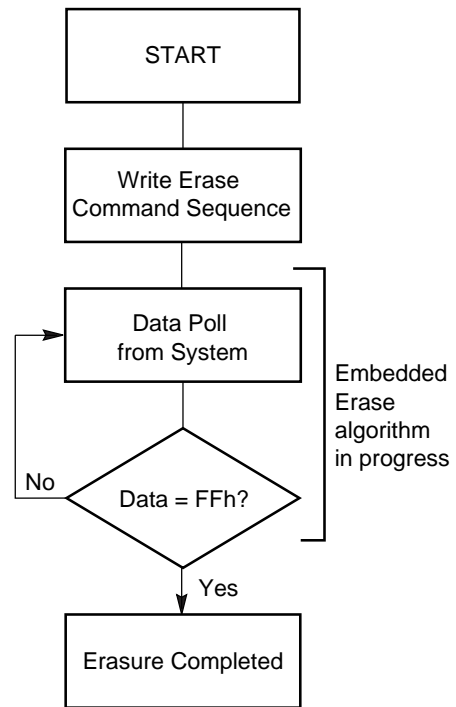 START
Write Erase
Command Sequence
Data Poll
from System
Embedded
Erase
algorithm
in progress
No
Data = FFh?
Yes
Erasure Completed